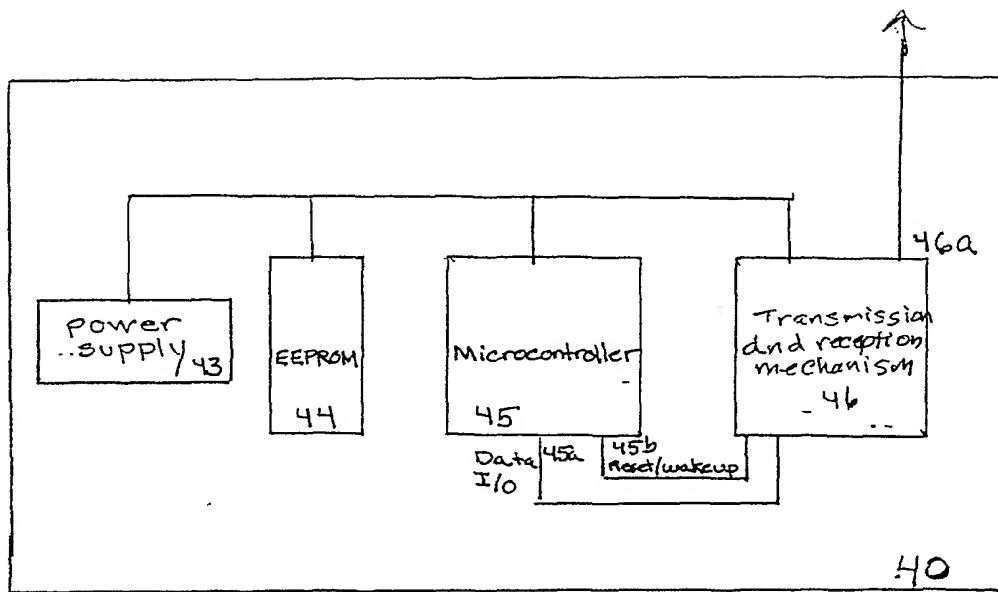 46a
power
supply 43
EEPROM
44
Microcontroller
45
Transmission
and reception
mechanism
46
Data
I/O
45a
45b
Reset/wakeup
40